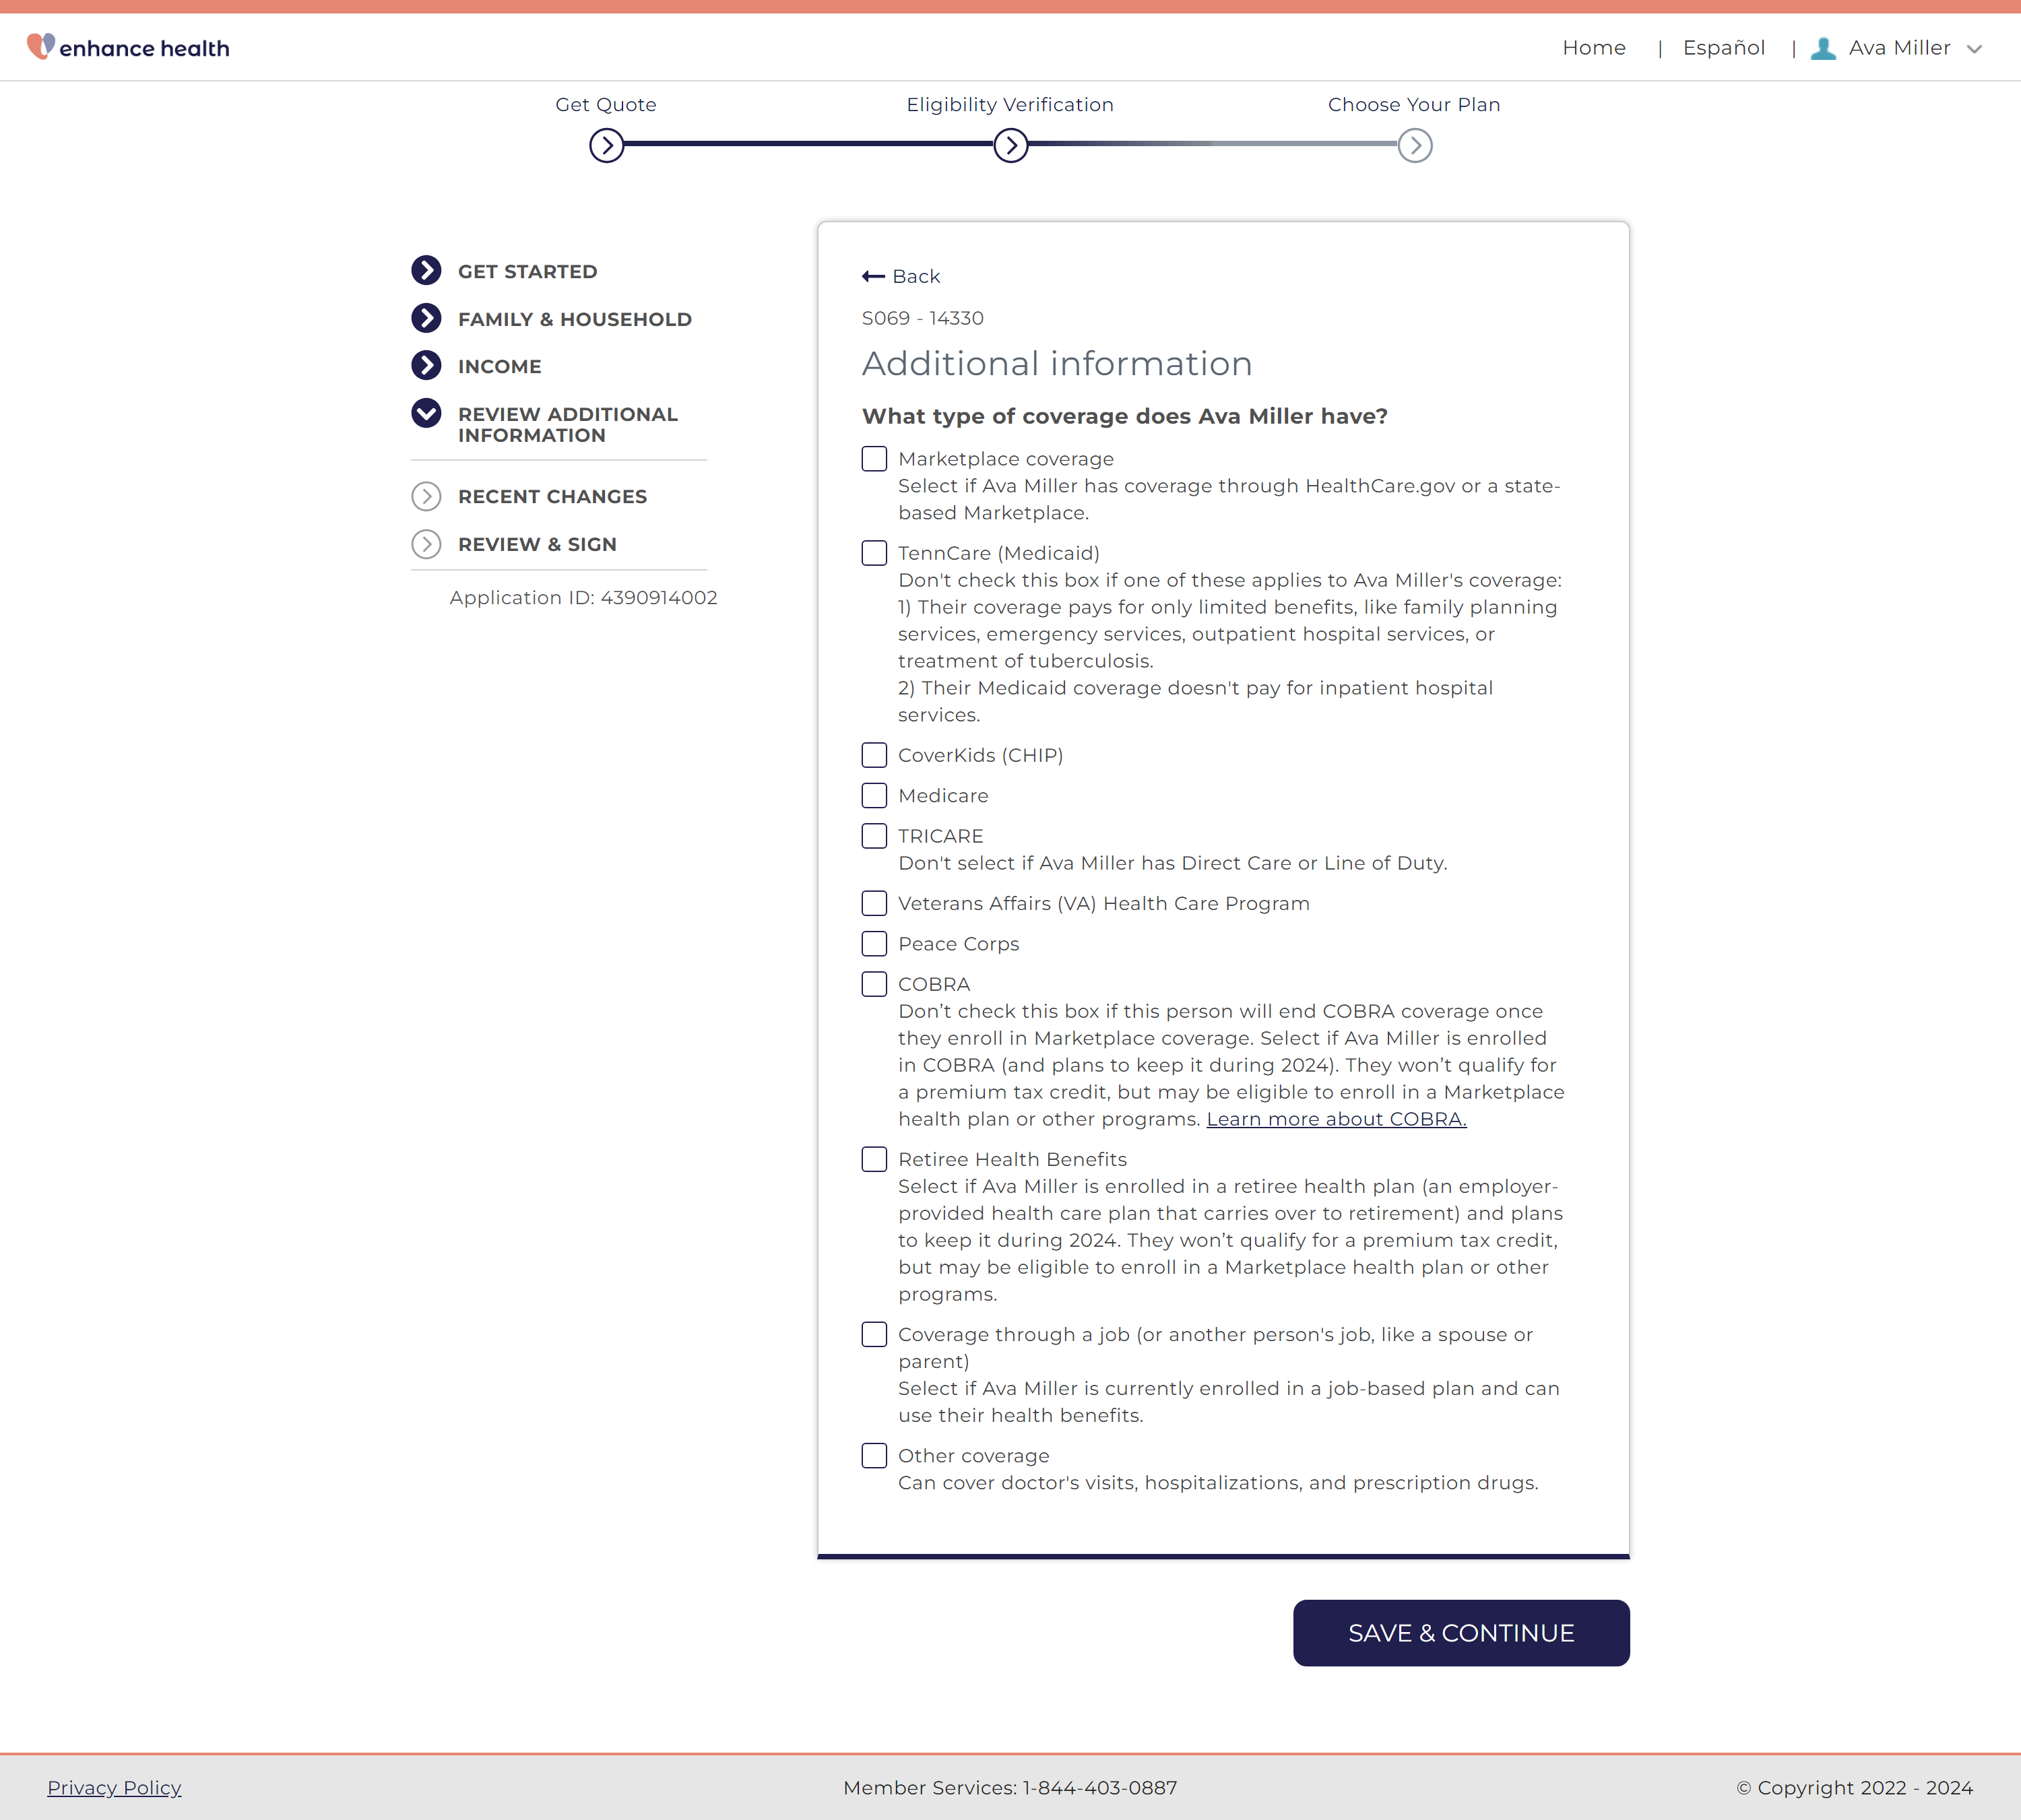 enhance health
Home | Español | Ava Miller
Get Quote
Eligibility Verification
Choose Your Plan
GET STARTED
FAMILY & HOUSEHOLD
INCOME
REVIEW ADDITIONAL
INFORMATION
RECENT CHANGES
REVIEW & SIGN
Application ID: 4390914002
Back
S069 - 14330
Additional information
What type of coverage does Ava Miller have?
Marketplace coverage
Select if Ava Miller has coverage through HealthCare.gov or a state-
based Marketplace.
TennCare (Medicaid)
Don't check this box if one of these applies to Ava Miller's coverage:
1) Their coverage pays for only limited benefits, like family planning
services, emergency services, outpatient hospital services, or
treatment of tuberculosis.
2) Their Medicaid coverage doesn't pay for inpatient hospital
services.
CoverKids (CHIP)
Medicare
TRICARE
Don't select if Ava Miller has Direct Care or Line of Duty.
Veterans Affairs (VA) Health Care Program
Peace Corps
COBRA
Don’t check this box if this person will end COBRA coverage once
they enroll in Marketplace coverage. Select if Ava Miller is enrolled
in COBRA (and plans to keep it during 2024). They won’t qualify for
a premium tax credit, but may be eligible to enroll in a Marketplace
health plan or other programs. Learn more about COBRA.
Retiree Health Benefits
Select if Ava Miller is enrolled in a retiree health plan (an employer-
provided health care plan that carries over to retirement) and plans
to keep it during 2024. They won’t qualify for a premium tax credit,
but may be eligible to enroll in a Marketplace health plan or other
programs.
Coverage through a job (or another person's job, like a spouse or
parent)
Select if Ava Miller is currently enrolled in a job-based plan and can
use their health benefits.
Other coverage
Can cover doctor's visits, hospitalizations, and prescription drugs.
SAVE & CONTINUE
Privacy Policy
Member Services: 1-844-403-0887
© Copyright 2022 - 2024